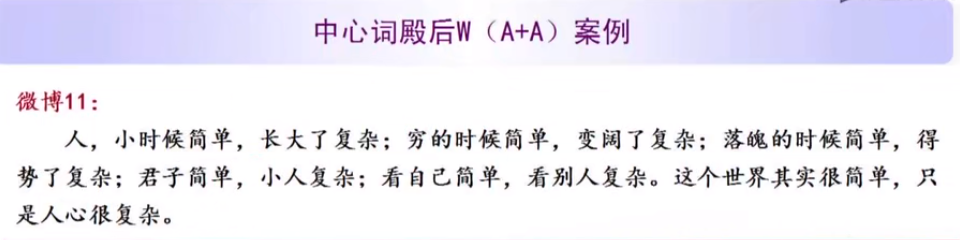 中心词殿后W（A+A）案例
微博11：
人，小时候简单，长大了复杂；穷的时候简单，变阔了复杂；落魄的时候简单，得
势了复杂；君子简单，小人复杂；看自己简单，看别人复杂。这个世界其实很简单，只
是人心很复杂。